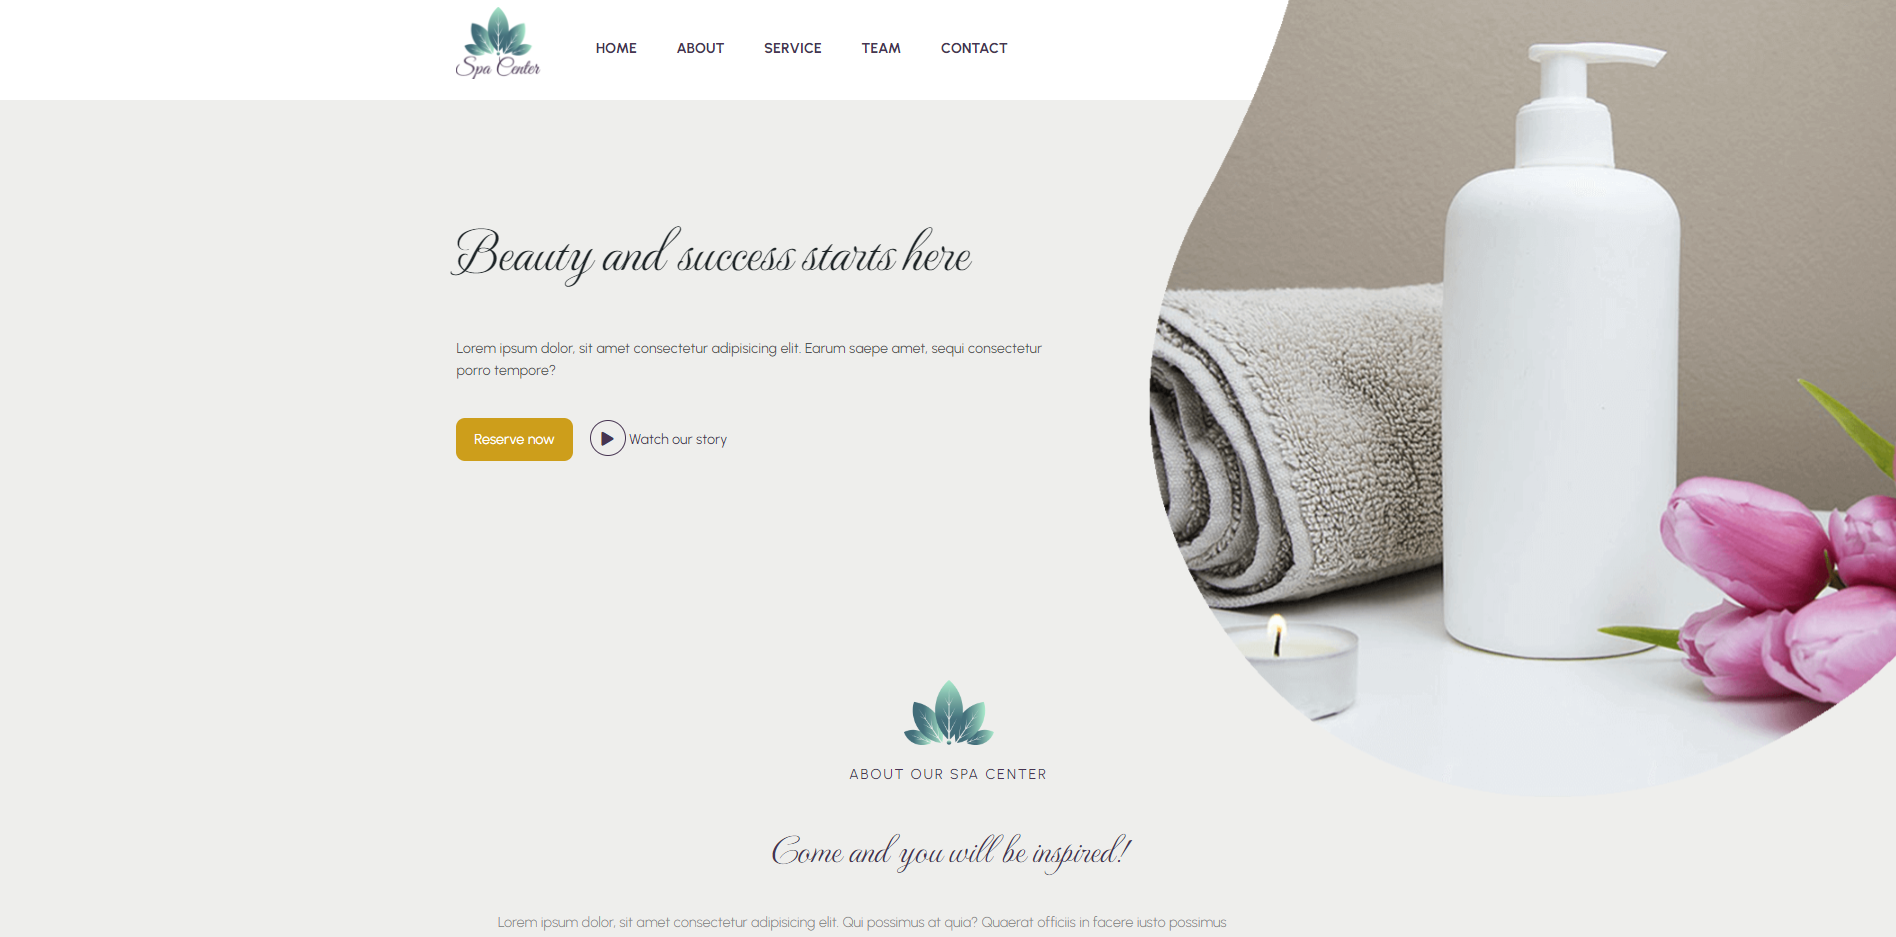 Spa Center
HOME
ABOUT
SERVICE
TEAM
CONTACT
Beauty and success starts here
Lorem ipsum dolor, sit amet consectetur adipisicing elit. Earum saepe amet, sequi consectetur
porro tempore?
Reserve now
Watch our story
ABOUT OUR SPA CENTER
Come and you will be inspired!
Lorem ipsum dolor, sit amet consectetur adipisicing elit. Qui possimus at quia? Quaerat officiis in facere iusto possimus